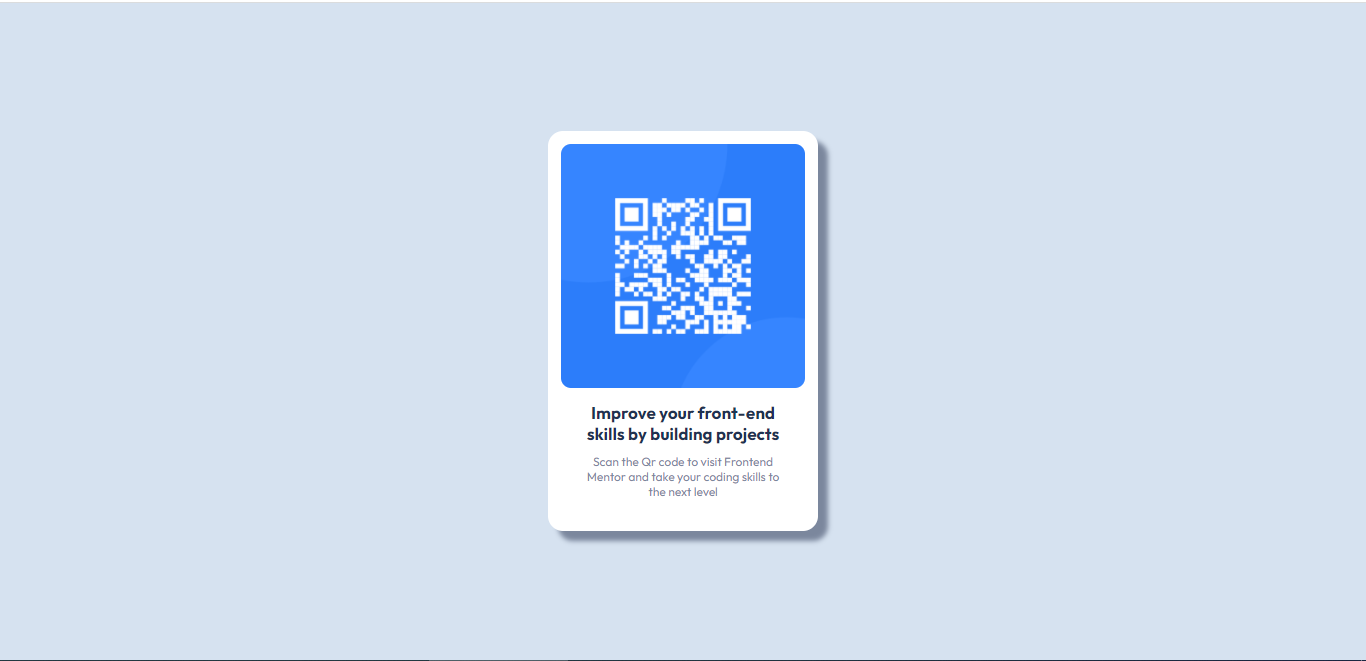 Improve your front-end
skills by building projects
Scan the Qr code to visit Frontend
Mentor and take your coding skills to
the next level